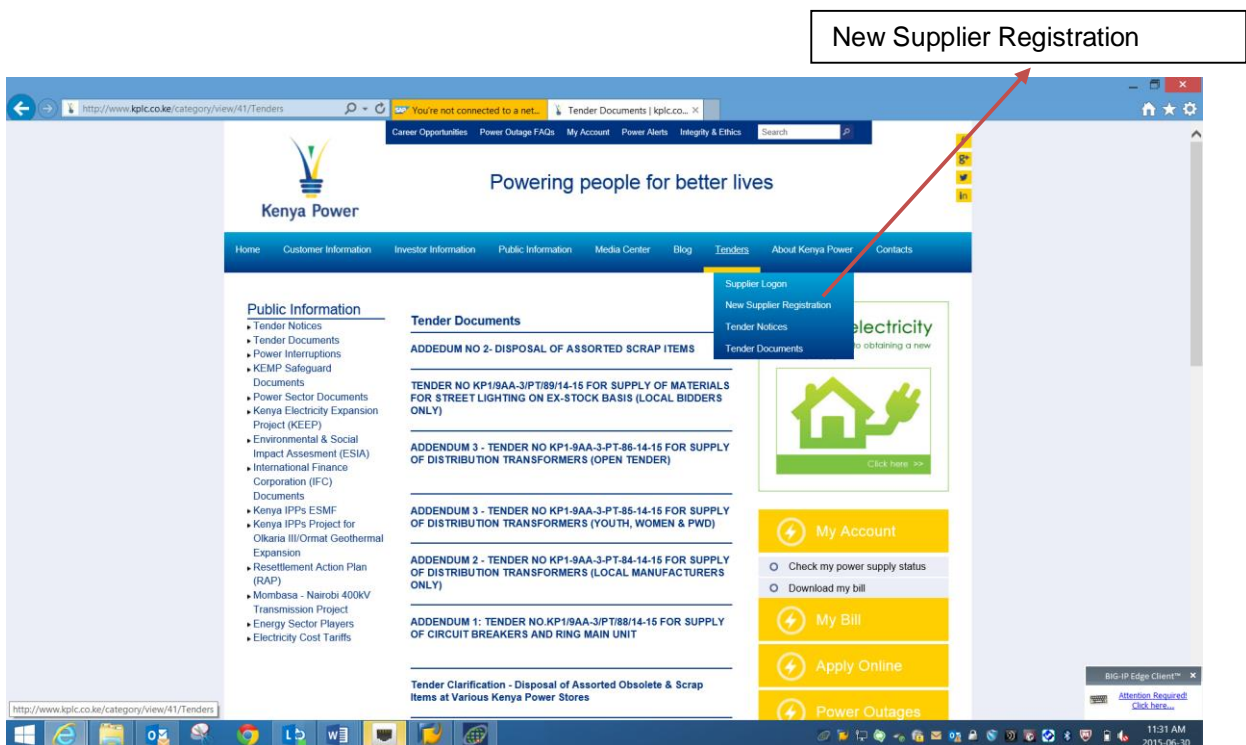 New Supplier Registration
http://www.kplc.co.ke/category/view/41/Tenders
You're not connected to a net...
Tender Documents | kplc.co...
Career Opportunities Power Outage FAQs My Account Power Alerts Integrity & Ethics Search
Kenya Power
Powering people for better lives
g+
in
Home Customer Information Investor Information Public Information Media Center Blog Tenders About Kenya Power Contacts
Supplier Logon
New Supplier Registration
Tender Notices
Tender Documents
Public Information
Tender Notices
Tender Documents
Power Interruptions
KEMP Safeguard
Documents
Power Sector Documents
Kenya Electricity Expansion
Project (KEEP)
Environmental & Social
Impact Assesment (ESIA)
International Finance
Corporation (IFC)
Documents
Kenya IPPs ESMF
Kenya IPPs Project for
Olkaria III/Ormat Geothermal
Expansion
Resettlement Action Plan
(RAP)
Mombasa - Nairobi 400kV
Transmission Project
Energy Sector Players
Electricity Cost Tariffs
Tender Documents
ADDEDUM NO 2- DISPOSAL OF ASSORTED SCRAP ITEMS
TENDER NO KP1/9AA-3/PT/89/14-15 FOR SUPPLY OF MATERIALS
FOR STREET LIGHTING ON EX-STOCK BASIS (LOCAL BIDDERS
ONLY)
ADDENDUM 3 - TENDER NO KP1-9AA-3-PT-86-14-15 FOR SUPPLY
OF DISTRIBUTION TRANSFORMERS (OPEN TENDER)
ADDENDUM 3 - TENDER NO KP1-9AA-3-PT-85-14-15 FOR SUPPLY
OF DISTRIBUTION TRANSFORMERS (YOUTH, WOMEN & PWD)
ADDENDUM 2 - TENDER NO KP1-9AA-3-PT-84-14-15 FOR SUPPLY
OF DISTRIBUTION TRANSFORMERS (LOCAL MANUFACTURERS
ONLY)
ADDENDUM 1: TENDER NO.KP1/9AA-3/PT/88/14-15 FOR SUPPLY
OF CIRCUIT BREAKERS AND RING MAIN UNIT
Tender Clarification - Disposal of Assorted Obsolete & Scrap
Items at Various Kenya Power Stores
electricity
to obtaining a new
Click here >>
My Account
Check my power supply status
Download my bill
My Bill
Apply Online
Power Outages
BIG-IP Edge Client™
Attention Required!
Click here...
http://www.kplc.co.ke/category/view/41/Tenders
11:31 AM
2015-06-30